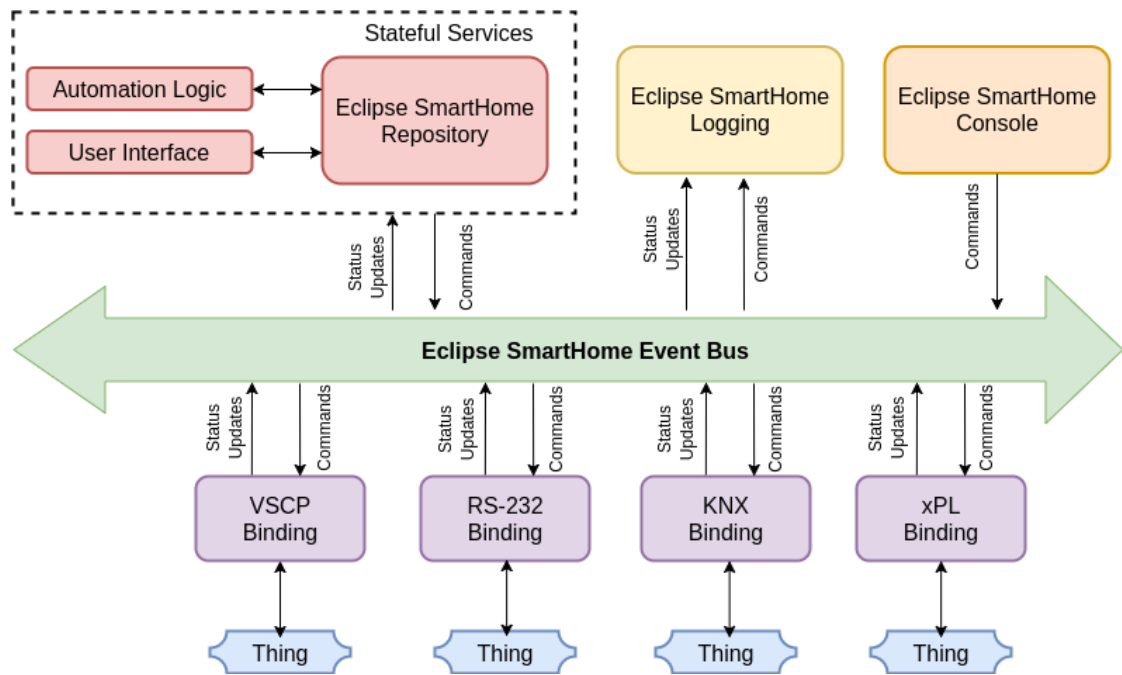 Stateful Services
Automation Logic
User Interface
Eclipse SmartHome
Repository
Eclipse SmartHome
Logging
Eclipse SmartHome
Console
Status
Updates
Commands
Status
Updates
Commands
Commands
Eclipse SmartHome Event Bus
Status
Updates
Commands
Status
Updates
Commands
Status
Updates
Commands
Status
Updates
Commands
VSCP
Binding
RS-232
Binding
KNX
Binding
xPL
Binding
Thing
Thing
Thing
Thing